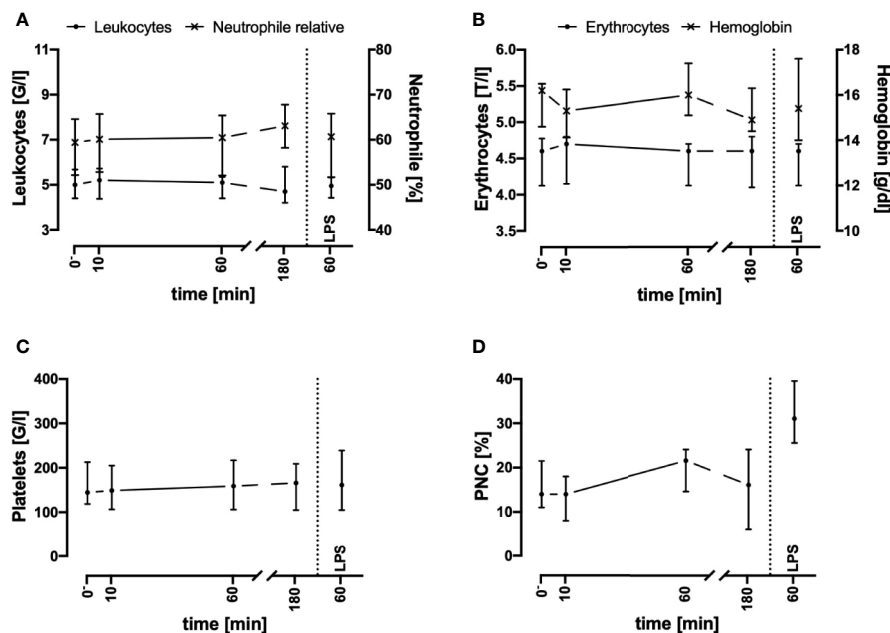 A
Leukocytes Neutrophile relative
11
9
7
5
3
Leukocytes [G/l]
80
70
60
50
40
Neutrophile [%]
0-
10
60
180
60
LPS
time [min]
B
Erythrocytes Hemoglobin
6.0
5.5
5.0
4.5
4.0
3.5
Erythrocytes [T/l]
18
16
14
12
10
Hemoglobin [g/dl]
0-
10
60
180
60
LPS
time [min]
C
400
300
200
100
0
Platelets [G/l]
0-
10
60
180
60
LPS
time [min]
D
40
30
20
10
0
PNC [%]
0-
10
60
180
60
LPS
time [min]